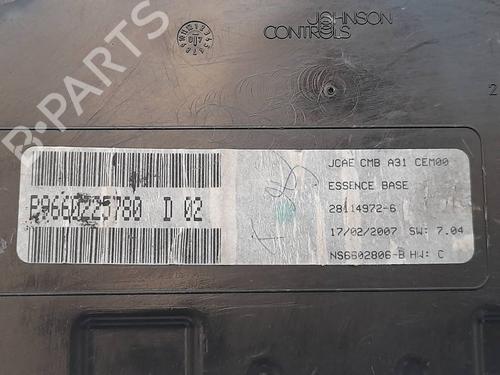 JOHNSON
CONTROLS
B-PARTS
JCAE CMB A31 CEM00
ESSENCE BASE
B9660225780 D 02
28114972-6
17/02/2007 SW: 7.04
NS6602806-B HW: C
2